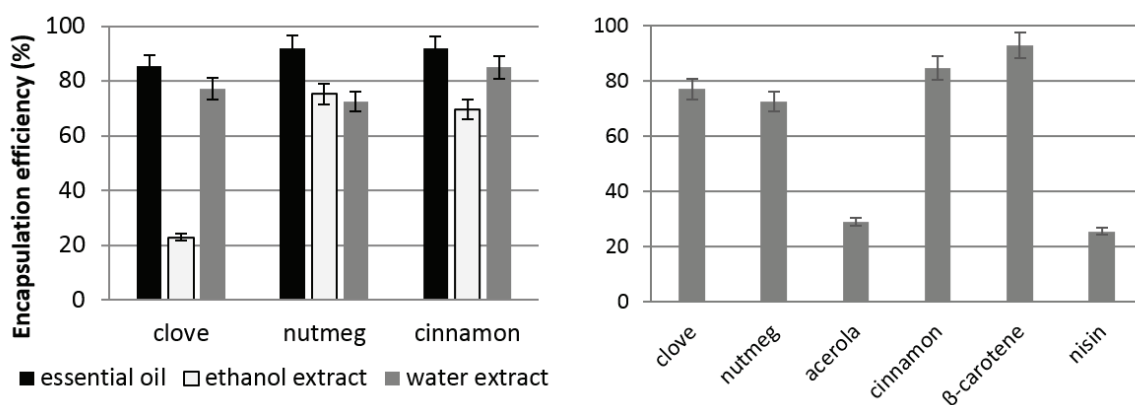 Encapsulation efficiency (%)
100
80
60
40
20
0
clove nutmeg cinnamon
essential oil ethanol extract water extract
100
80
60
40
20
0
clove
nutmeg
acerola
cinnamon
β-carotene
nisin